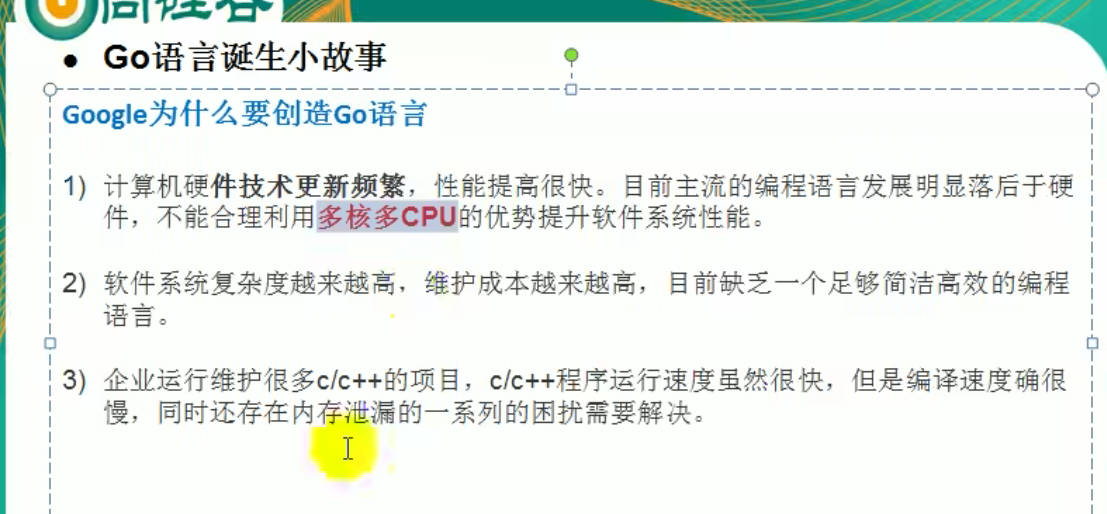 ● Go语言诞生小故事
Google为什么要创造Go语言
1) 计算机硬件技术更新频繁，性能提高很快。目前主流的编程语言发展明显落后于硬
件，不能合理利用多核多CPU的优势提升软件系统性能。
2) 软件系统复杂度越来越高，维护成本越来越高，目前缺乏一个足够简洁高效的编程
语言。
3) 企业运行维护很多c/c++的项目，c/c++程序运行速度虽然很快，但是编译速度确很
慢，同时还存在内存泄漏的一系列的困扰需要解决。